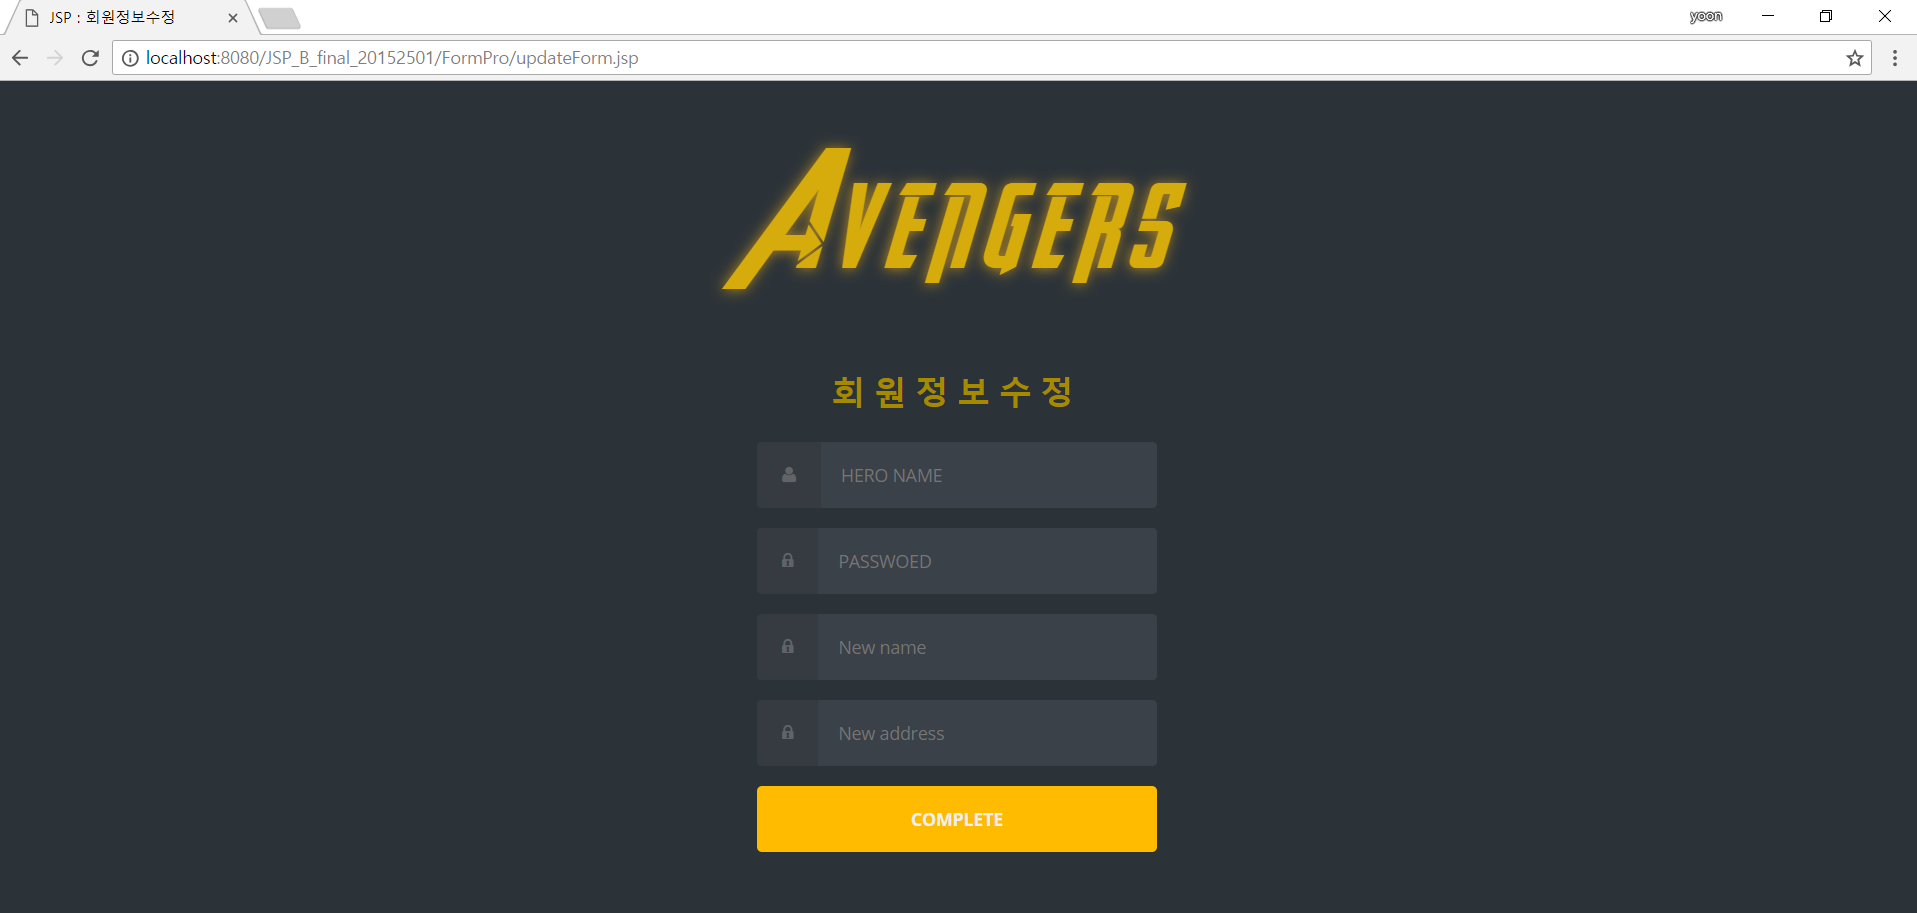 JSP : 회원정보수정
yoon
localhost:8080/JSP_B_final_20152501/FormPro/updateForm.jsp
AVENGERS
회원정보수정
HERO NAME
PASSWOED
New name
New address
COMPLETE